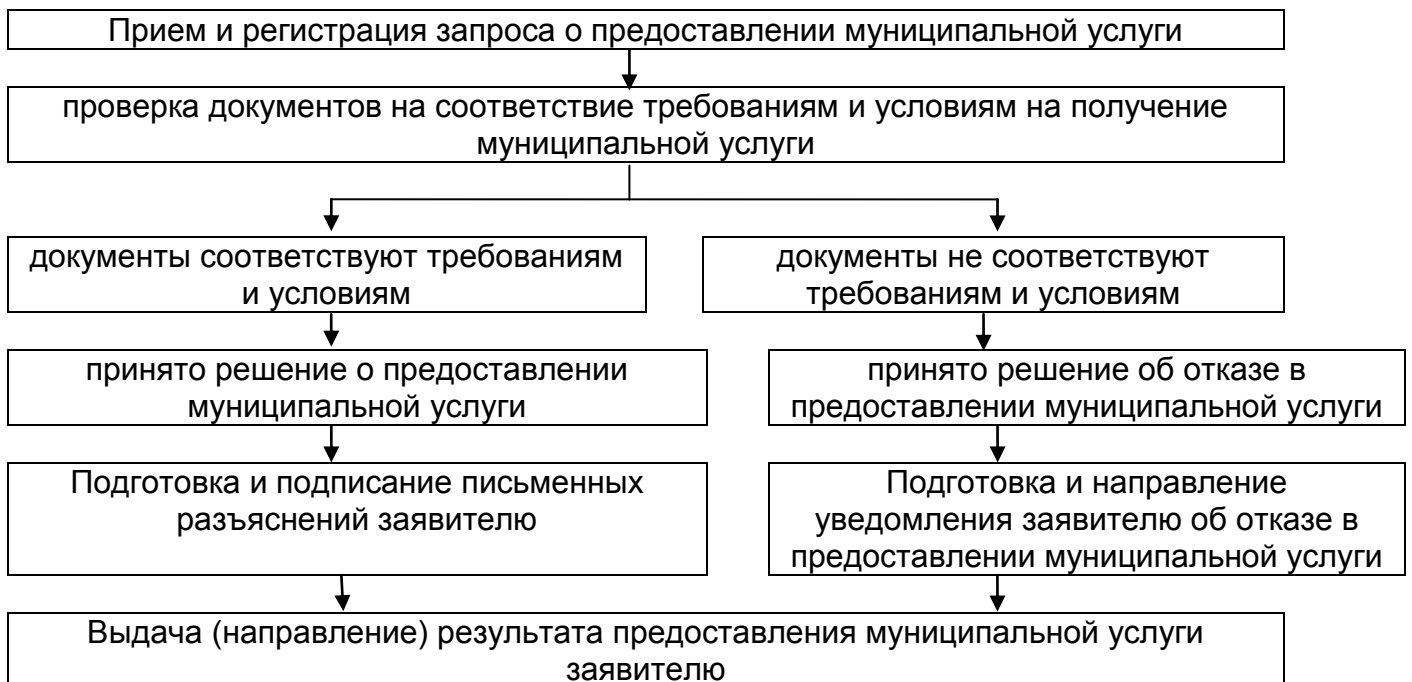 Прием и регистрация запроса о предоставлении муниципальной услуги
проверка документов на соответствие требованиям и условиям на получение
муниципальной услуги
документы соответствуют требованиям
и условиям
документы не соответствуют
требованиям и условиям
принято решение о предоставлении
муниципальной услуги
принято решение об отказе в
предоставлении муниципальной услуги
Подготовка и подписание письменных
разъяснений заявителю
Подготовка и направление
уведомления заявителю об отказе в
предоставлении муниципальной услуги
Выдача (направление) результата предоставления муниципальной услуги
заявителю